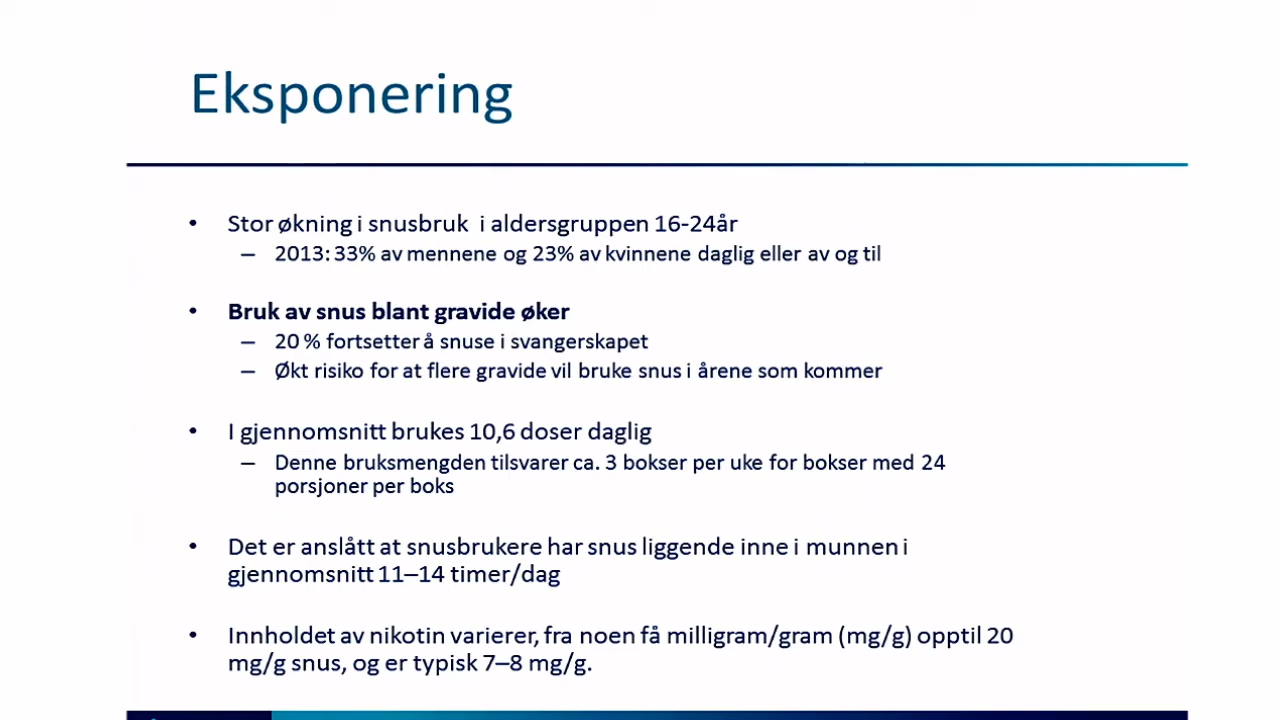 Eksponering
• Stor økning i snusbruk i aldersgruppen 16-24år
– 2013: 33% av mennene og 23% av kvinnene daglig eller av og til
• Bruk av snus blant gravide øker
– 20 % fortsetter å snuse i svangerskapet
– Økt risiko for at flere gravide vil bruke snus i årene som kommer
• I gjennomsnitt brukes 10,6 doser daglig
– Denne bruksmengden tilsvarer ca. 3 bokser per uke for bokser med 24
porsjoner per boks
• Det er anslått at snusbrukere har snus liggende inne i munnen i
gjennomsnitt 11–14 timer/dag
• Innholdet av nikotin varierer, fra noen få milligram/gram (mg/g) opptil 20
mg/g snus, og er typisk 7–8 mg/g.